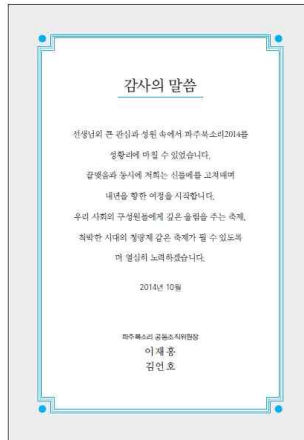 감사의 말씀
선생님의 큰 관심과 성원 속에서 파주북소리2014를
성황리에 마칠 수 있었습니다.
끝맺음과 동시에 저희는 신들메를 고쳐매며
내년을 향한 여정을 시작합니다.
우리 사회의 구성원들에게 깊은 울림을 주는 축제,
척박한 시대의 청량제 같은 축제가 될 수 있도록
더 열심히 노력하겠습니다.
2014년 10월
파주북소리 공동조직위원장
이재홍
김언호